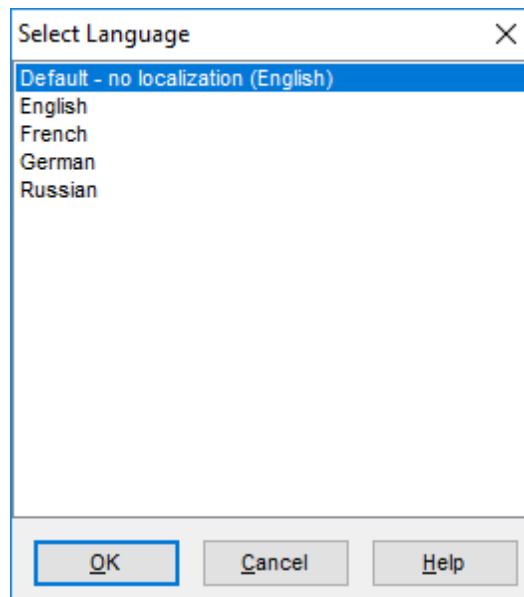 Select Language
Default - no localization (English)
English
French
German
Russian
OK Cancel Help